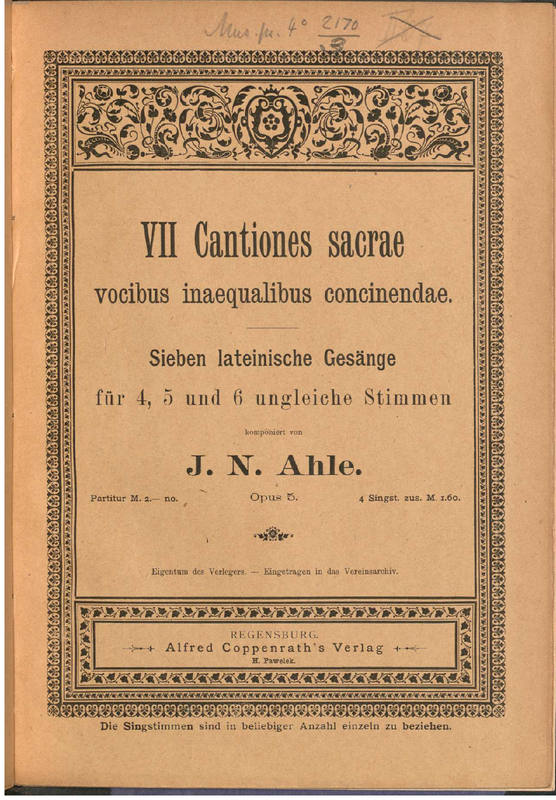 Mus. pr. 4° 2170
3
VII Cantiones sacrae
vocibus inaequalibus concinendae.
Sieben lateinische Gesänge
für 4, 5 und 6 ungleiche Stimmen
komponiert von
J. N. Ahle.
Partitur M. 2.— no. Opus 5. 4 Singst. zus. M. 1.60.
Eigentum des Verlegers. — Eingetragen in das Vereinsarchiv.
REGENSBURG.
Alfred Coppenrath's Verlag
H. Pawelek.
Die Singstimmen sind in beliebiger Anzahl einzeln zu beziehen.